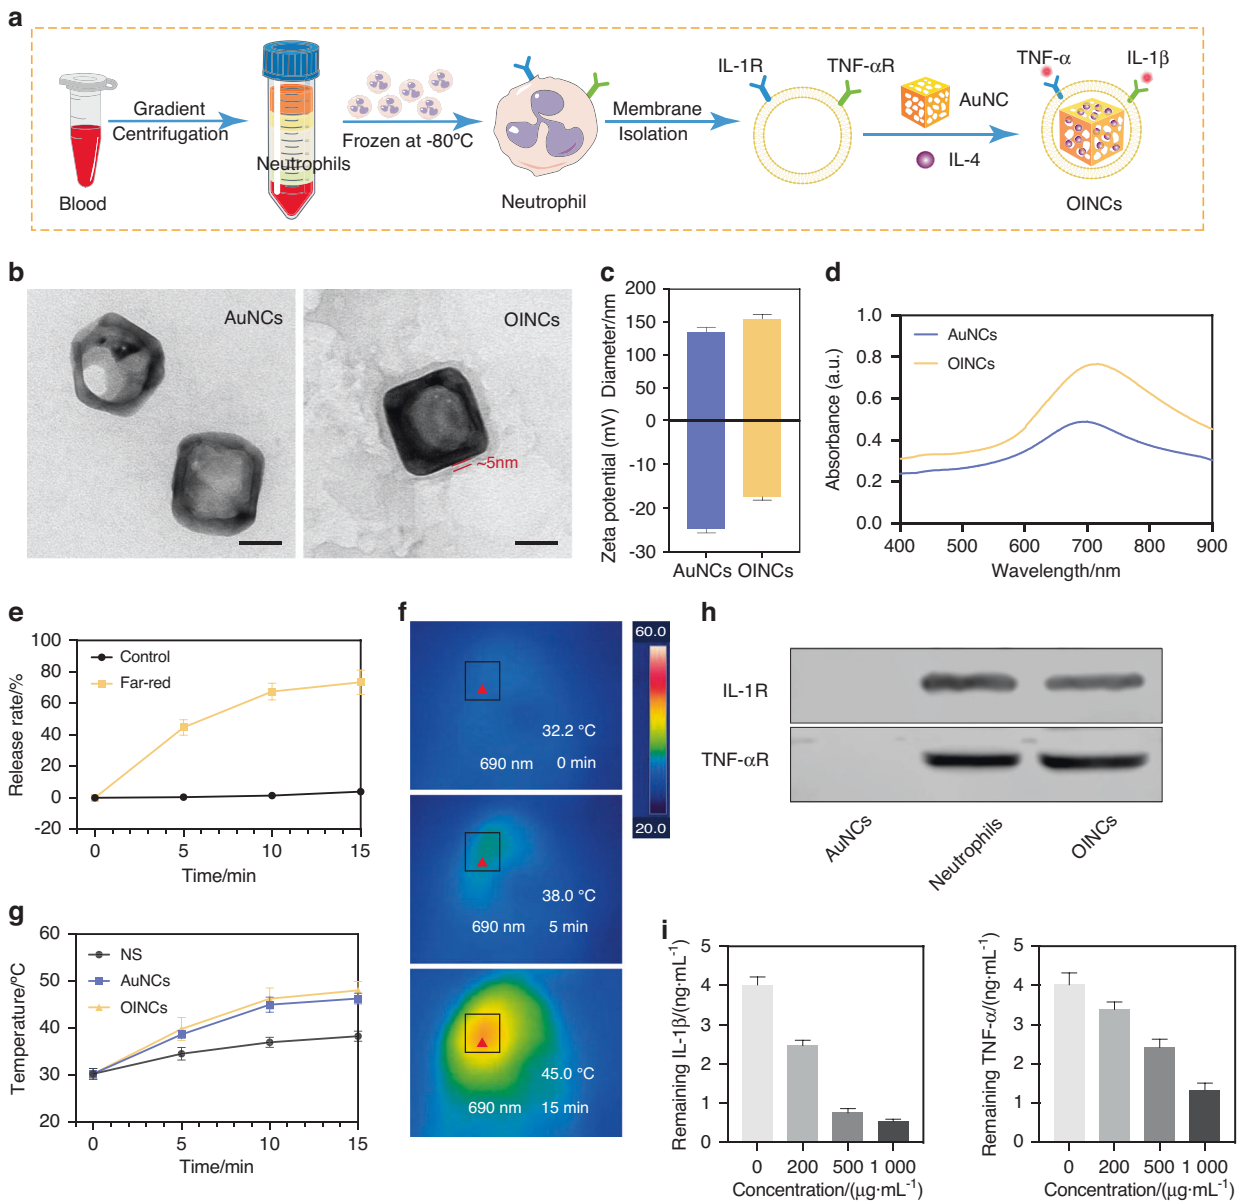 a
Blood
Gradient
Centrifugation
Neutrophils
Frozen at -80ºC
Neutrophil
Membrane
Isolation
IL-1R
TNF-αR
AuNC
IL-4
TNF-α
IL-1β
OINCs
b
AuNCs
OINCs
~5nm
c
Zeta potential (mV) Diameter/nm
200
150
100
50
0
-10
-20
-30
AuNCs OINCs
d
Absorbance (a.u.)
1.0
0.8
0.6
0.4
0.2
0.0
AuNCs
OINCs
400 500 600 700 800 900
Wavelength/nm
e
Release rate/%
100
80
60
40
20
0
-20
Control
Far-red
0 5 10 15
Time/min
f
32.2 °C
690 nm 0 min
38.0 °C
690 nm 5 min
45.0 °C
690 nm 15 min
60.0
20.0
g
Temperature/ºC
60
50
40
30
20
NS
AuNCs
OINCs
0 5 10 15
Time/min
h
IL-1R
TNF-αR
AuNCs
Neutrophils
OINCs
i
Remaining IL-1β/(ng·mL⁻¹)
5
4
3
2
1
0
0 200 500 1 000
Concentration/(μg·mL⁻¹)
Remaining TNF-α/(ng·mL⁻¹)
5
4
3
2
1
0
0 200 500 1 000
Concentration/(μg·mL⁻¹)